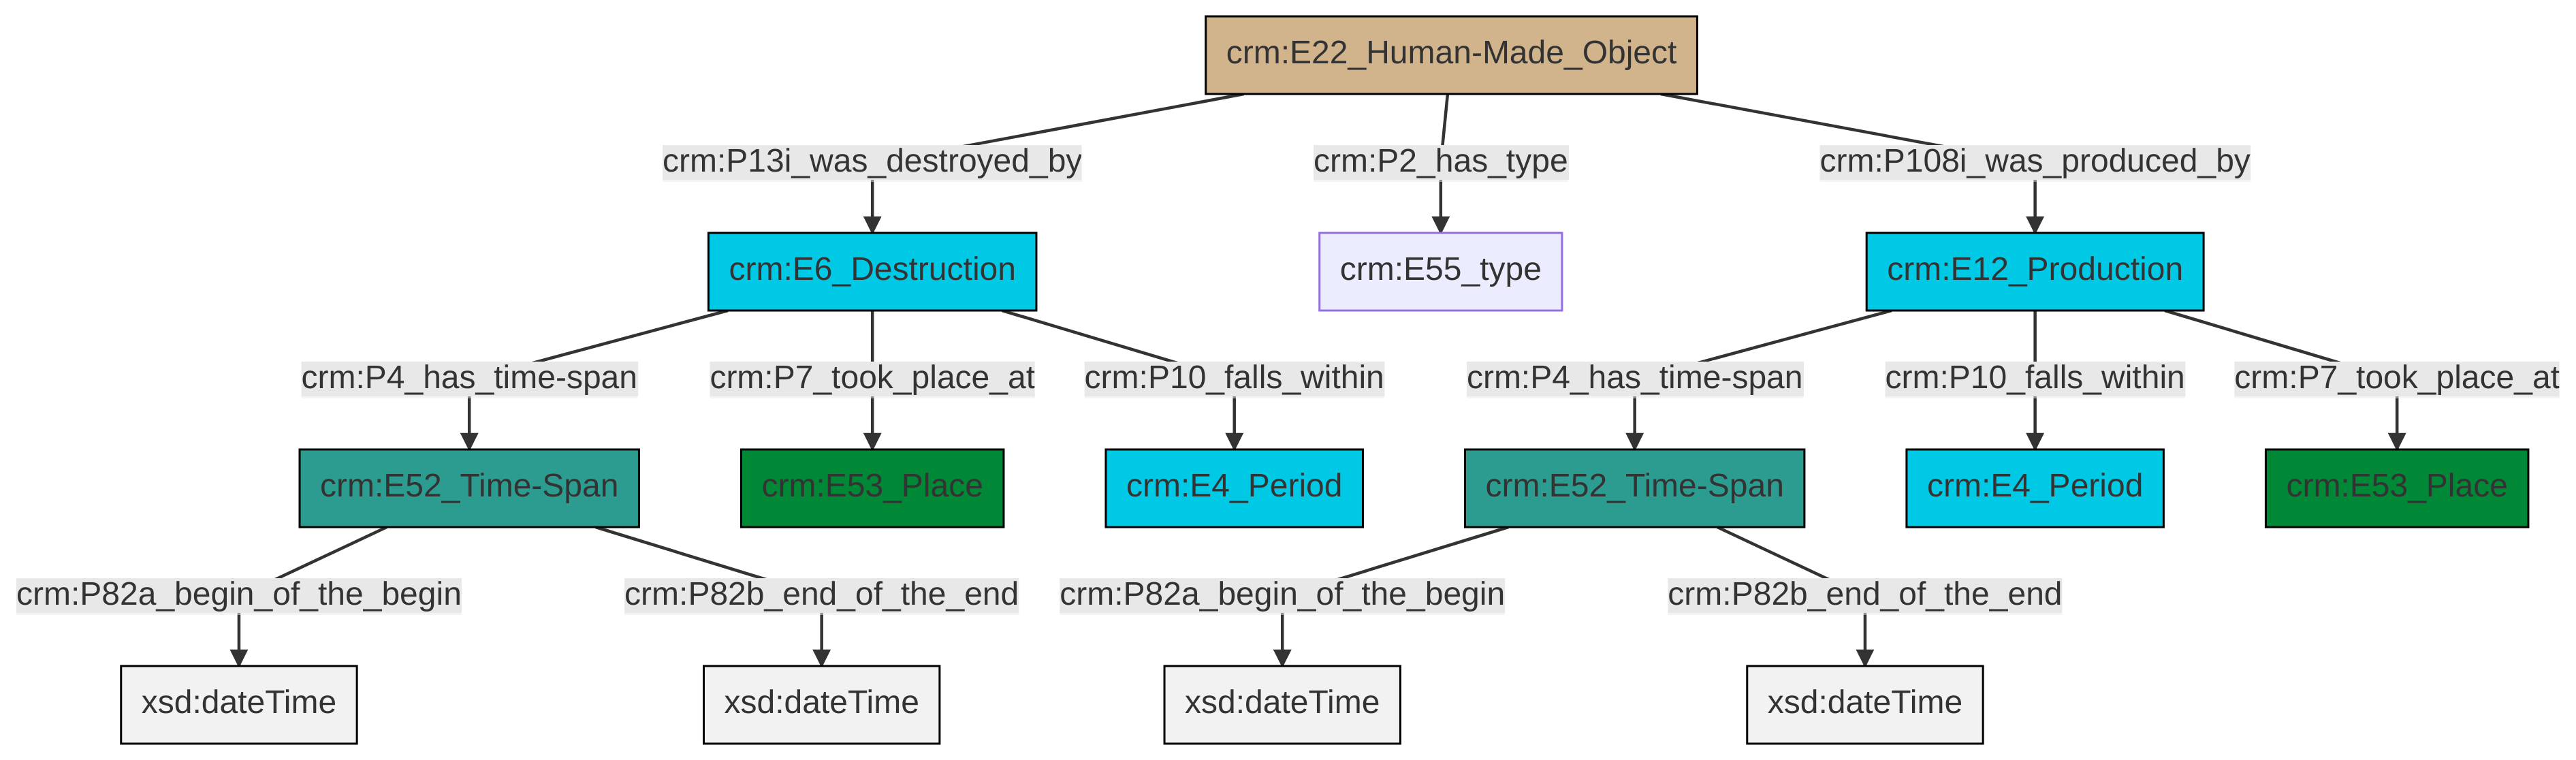 crm:E22_Human-Made_Object
crm:P13i_was_destroyed_by
crm:P2_has_type
crm:P108i_was_produced_by
crm:E6_Destruction
crm:E55_type
crm:E12_Production
crm:P4_has_time-span
crm:P7_took_place_at
crm:P10_falls_within
crm:P4_has_time-span
crm:P10_falls_within
crm:P7_took_place_at
crm:E52_Time-Span
crm:E53_Place
crm:E4_Period
crm:E52_Time-Span
crm:E4_Period
crm:E53_Place
crm:P82a_begin_of_the_begin
crm:P82b_end_of_the_end
crm:P82a_begin_of_the_begin
crm:P82b_end_of_the_end
xsd:dateTime
xsd:dateTime
xsd:dateTime
xsd:dateTime